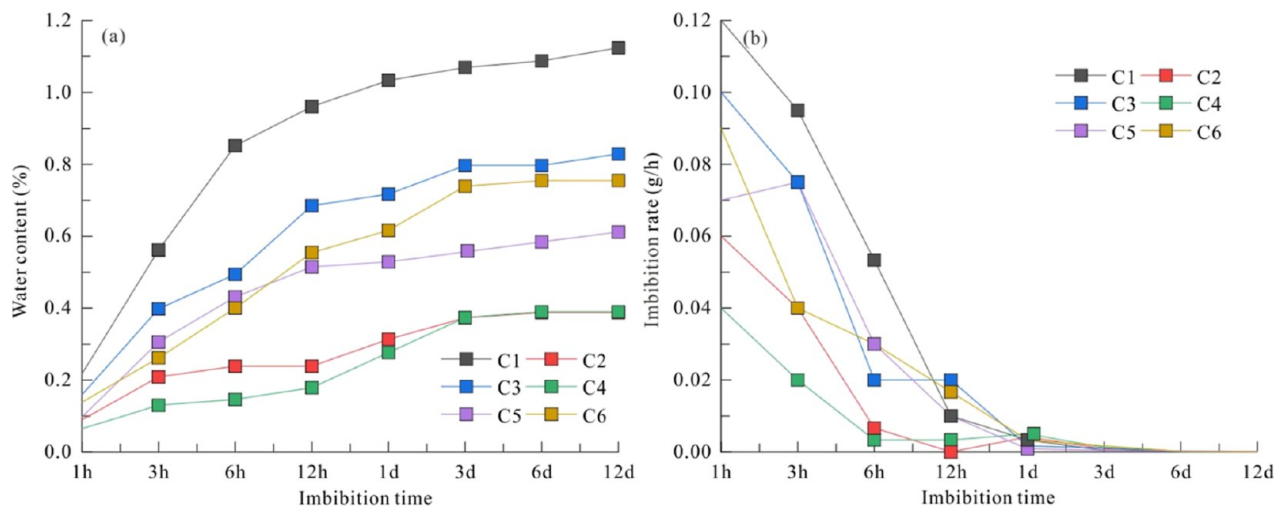 (a)
Water content (%)
1.2
1.0
0.8
0.6
0.4
0.2
0.0
C1 C2
C3 C4
C5 C6
1h 3h 6h 12h 1d 3d 6d 12d
Imbibition time
(b)
Imbibition rate (g/h)
0.12
0.10
0.08
0.06
0.04
0.02
0.00
C1 C2
C3 C4
C5 C6
1h 3h 6h 12h 1d 3d 6d 12d
Imbibition time